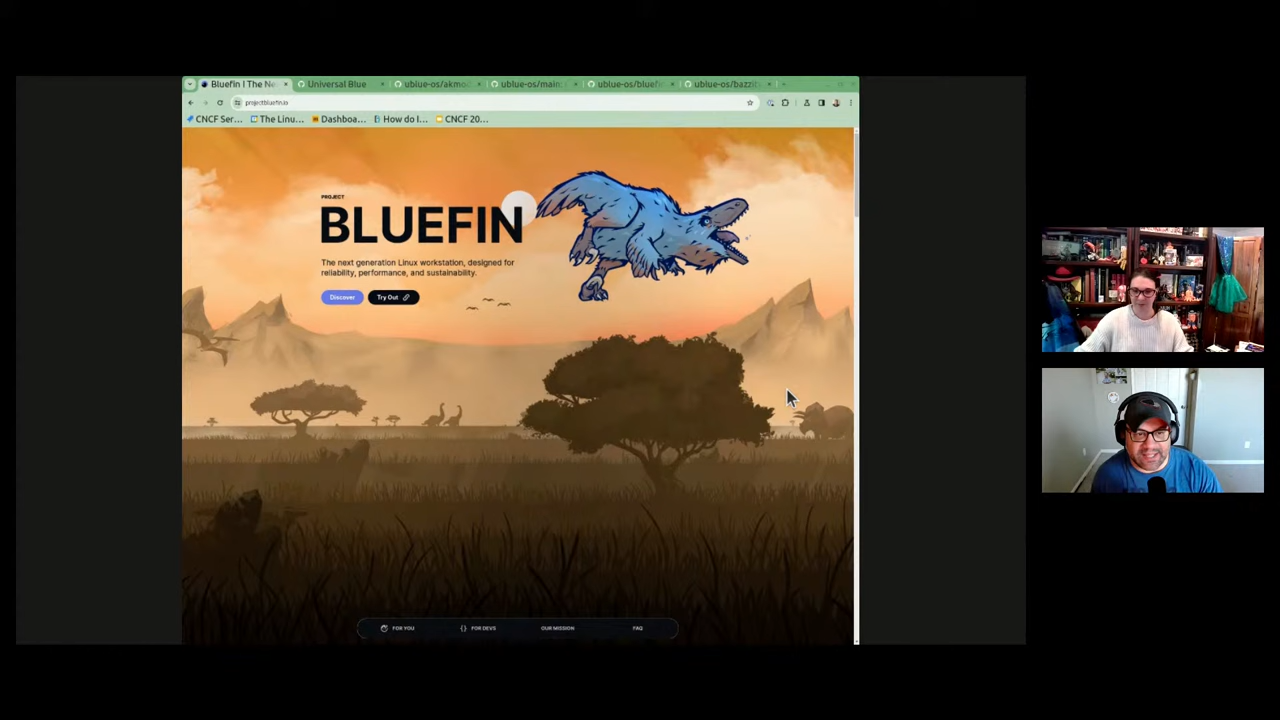 Bluefin | The Ne
Universal Blue
ublue-os/akmo
ublue-os/main:
ublue-os/bluef
ublue-os/bazzit
projectbluefin.io
CNCF Ser...
The Linu...
Dashboa...
How do I...
CNCF 20...
PROJECT
BLUEFIN
The next generation Linux workstation, designed for
reliability, performance, and sustainability.
Discover
Try Out
FOR YOU
FOR DEVS
OUR MISSION
FAQ